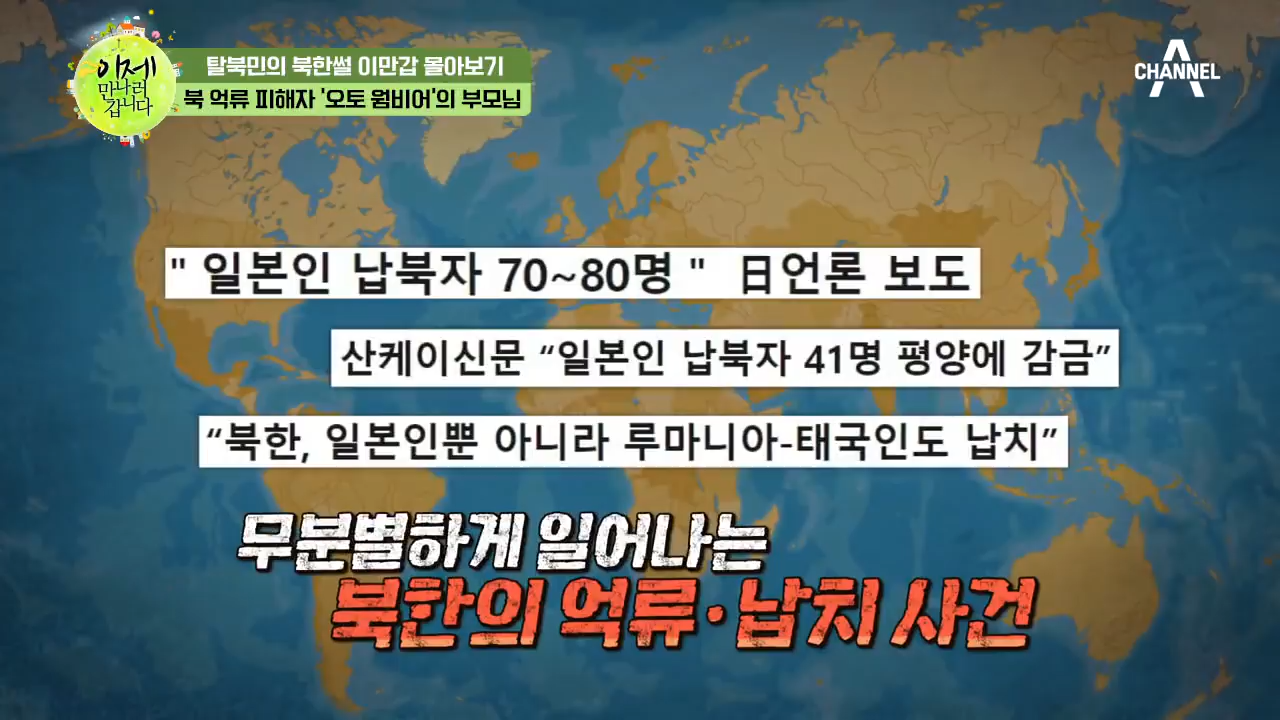 이제
만나러
갑니다
탈북민의 북한썰 이만갑 몰아보기
북 억류 피해자 '오토 웜비어'의 부모님
CHANNEL
" 일본인 납북자 70~80명 " 日언론 보도
산케이신문 “일본인 납북자 41명 평양에 감금”
“북한, 일본인뿐 아니라 루마니아-태국인도 납치”
무분별하게 일어나는
북한의 억류·납치 사건